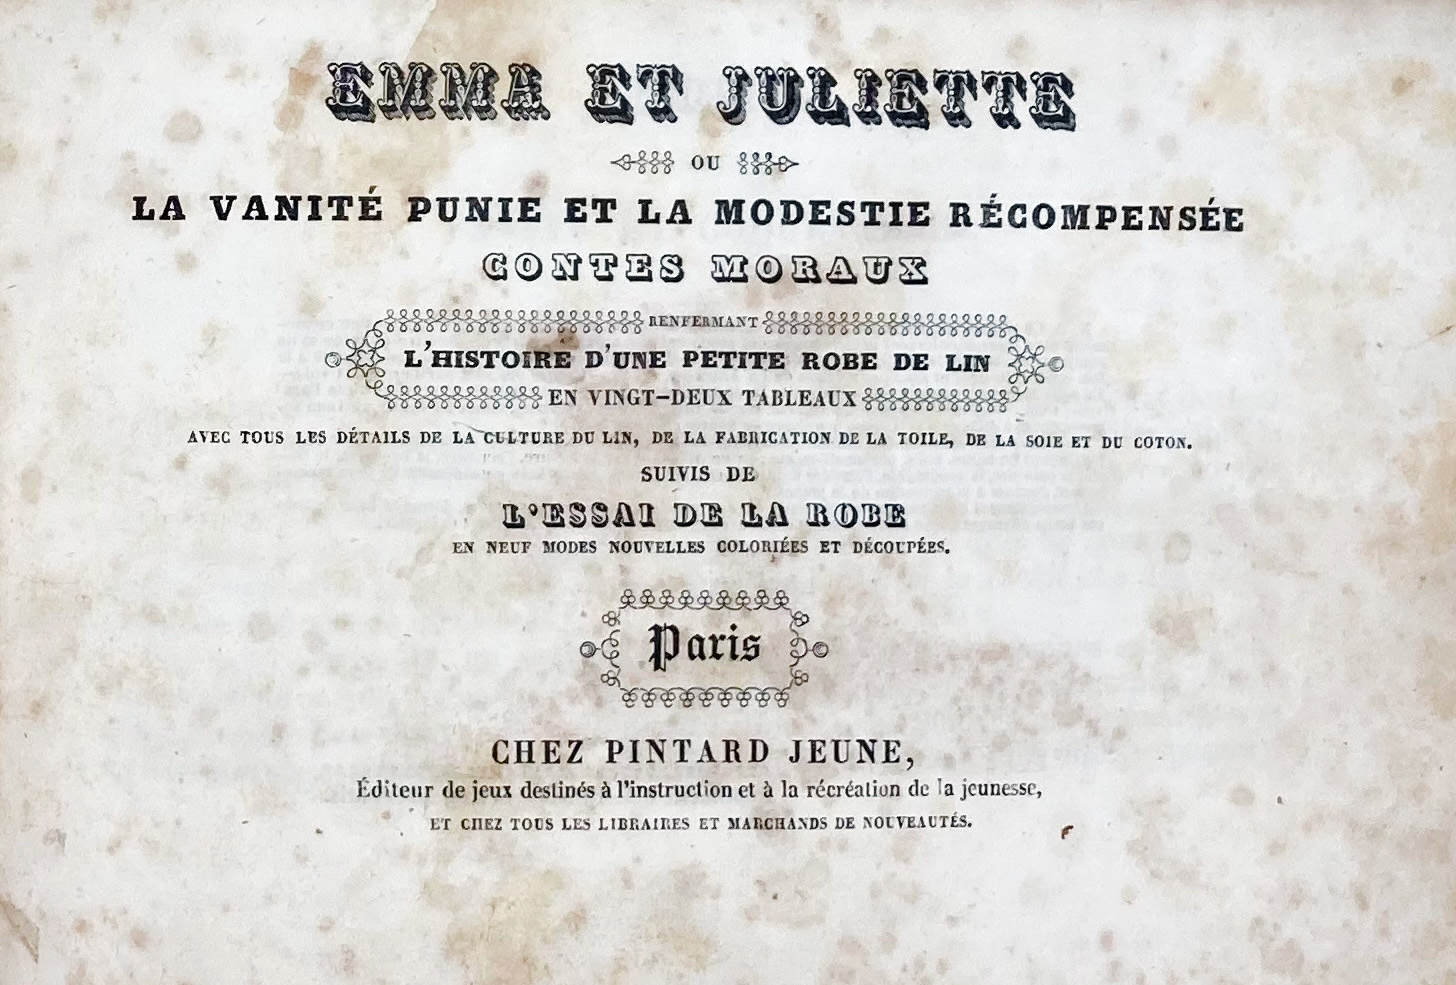 EMMA ET JULIETTE
OU
LA VANITÉ PUNIE ET LA MODESTIE RÉCOMPENSÉE
CONTES MORAUX
RENFERMANT
L'HISTOIRE D'UNE PETITE ROBE DE LIN
EN VINGT-DEUX TABLEAUX
AVEC TOUS LES DÉTAILS DE LA CULTURE DU LIN, DE LA FABRICATION DE LA TOILE, DE LA SOIE ET DU COTON.
SUIVIS DE
L'ESSAI DE LA ROBE
EN NEUF MODES NOUVELLES COLORIÉES ET DÉCOUPÉES.
Paris
CHEZ PINTARD JEUNE,
Éditeur de jeux destinés à l'instruction et à la récréation de la jeunesse,
ET CHEZ TOUS LES LIBRAIRES ET MARCHANDS DE NOUVEAUTÉS.